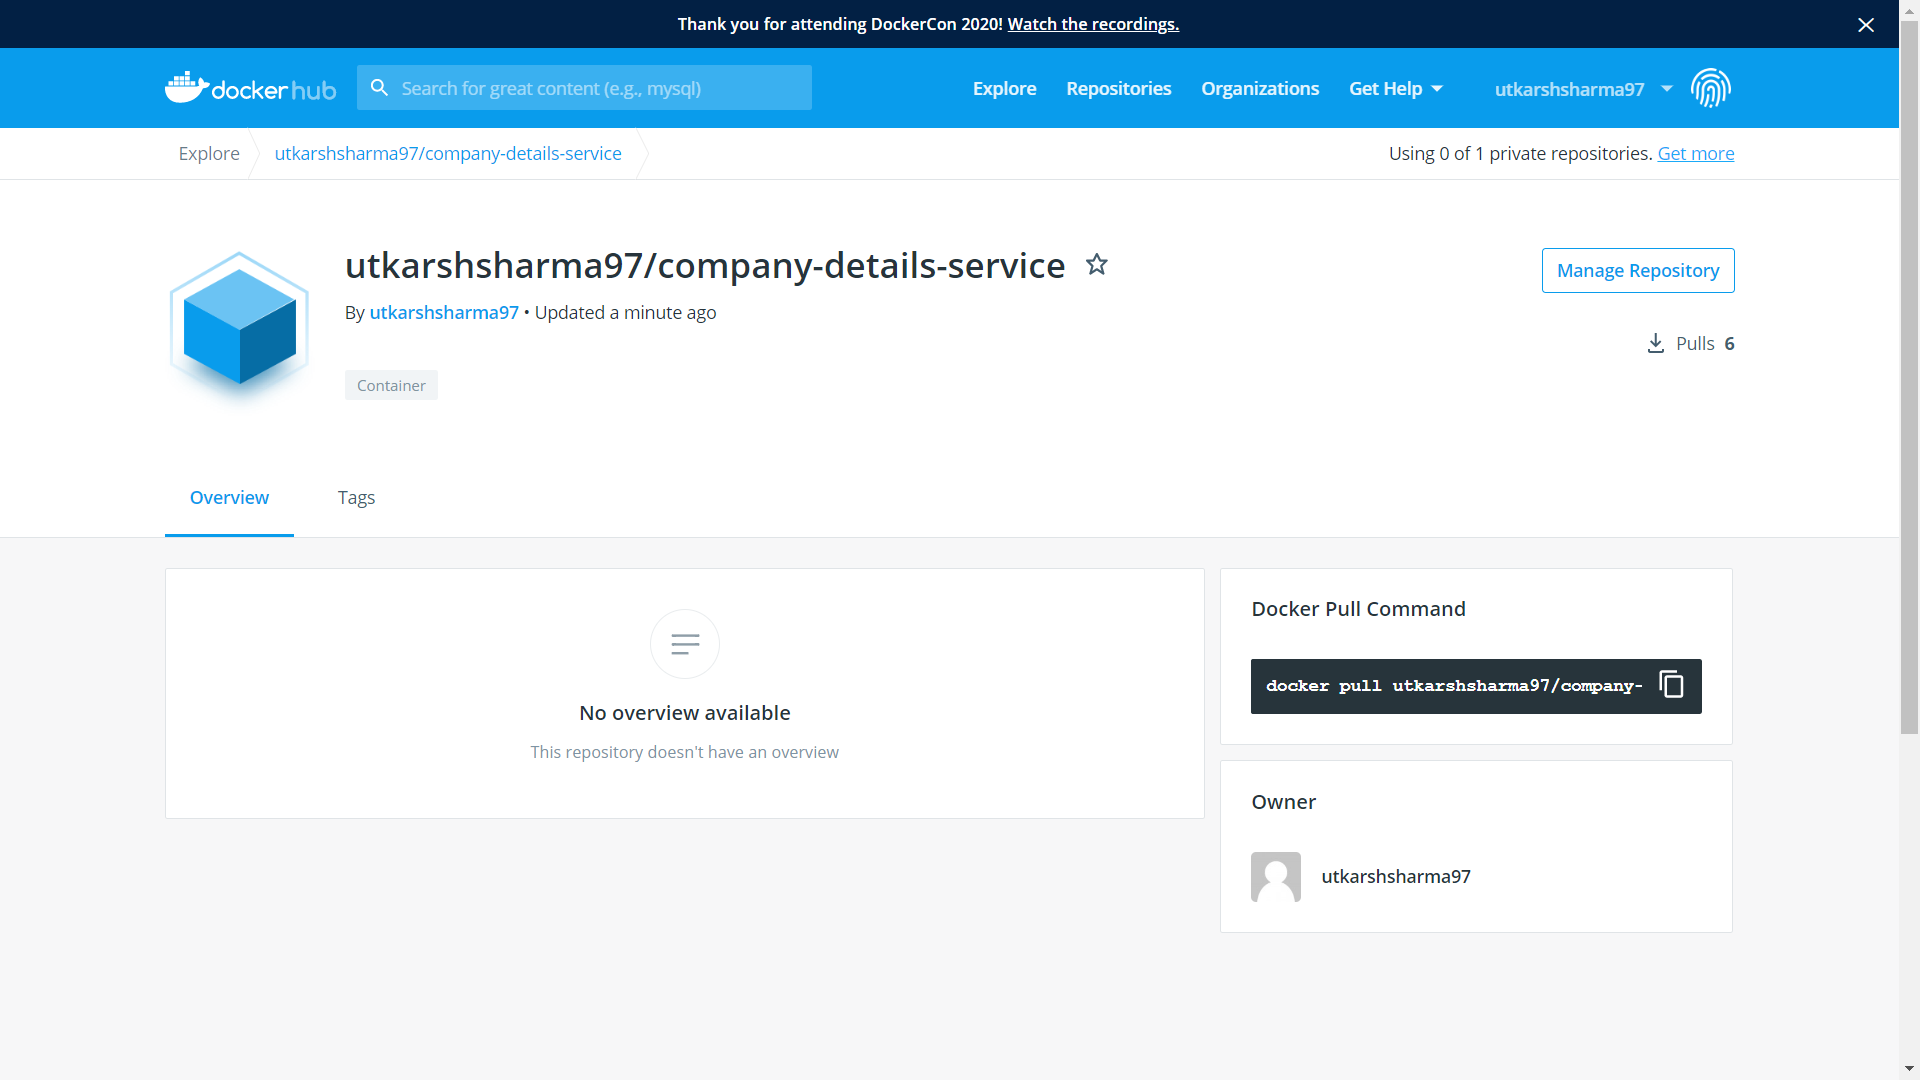 Thank you for attending DockerCon 2020! Watch the recordings.
docker hub
Search for great content (e.g., mysql)
Explore
Repositories
Organizations
Get Help
utkarshsharma97
Explore
utkarshsharma97/company-details-service
Using 0 of 1 private repositories. Get more
utkarshsharma97/company-details-service
Manage Repository
By utkarshsharma97 • Updated a minute ago
Pulls 6
Container
Overview
Tags
No overview available
This repository doesn't have an overview
Docker Pull Command
docker pull utkarshsharma97/company-
Owner
utkarshsharma97